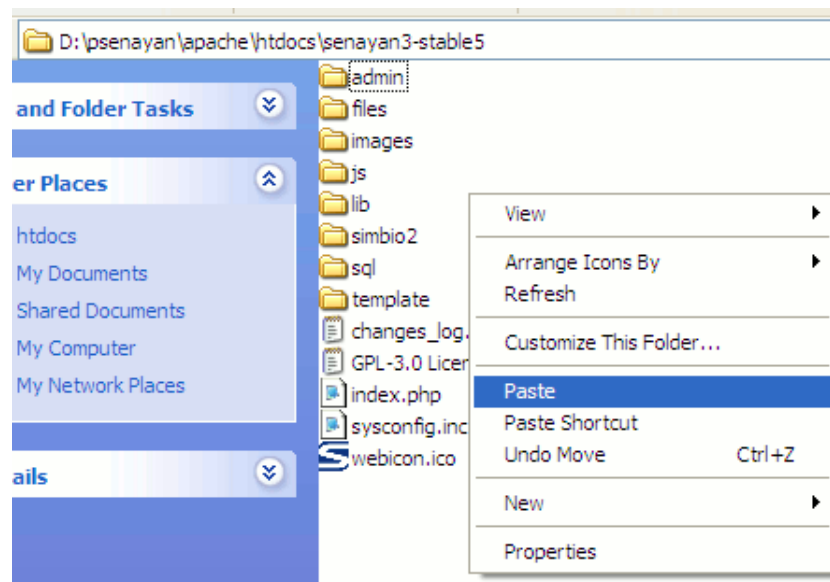 D:\psenayan\apache\htdocs\senayan3-stable5
and Folder Tasks
er Places
htdocs
My Documents
Shared Documents
My Computer
My Network Places
ails
admin
files
images
js
lib
simbio2
sql
template
changes_log.
GPL-3.0 Licer
index.php
sysconfig.inc
webicon.ico
View
Arrange Icons By
Refresh
Customize This Folder...
Paste
Paste Shortcut
Undo Move Ctrl+Z
New
Properties